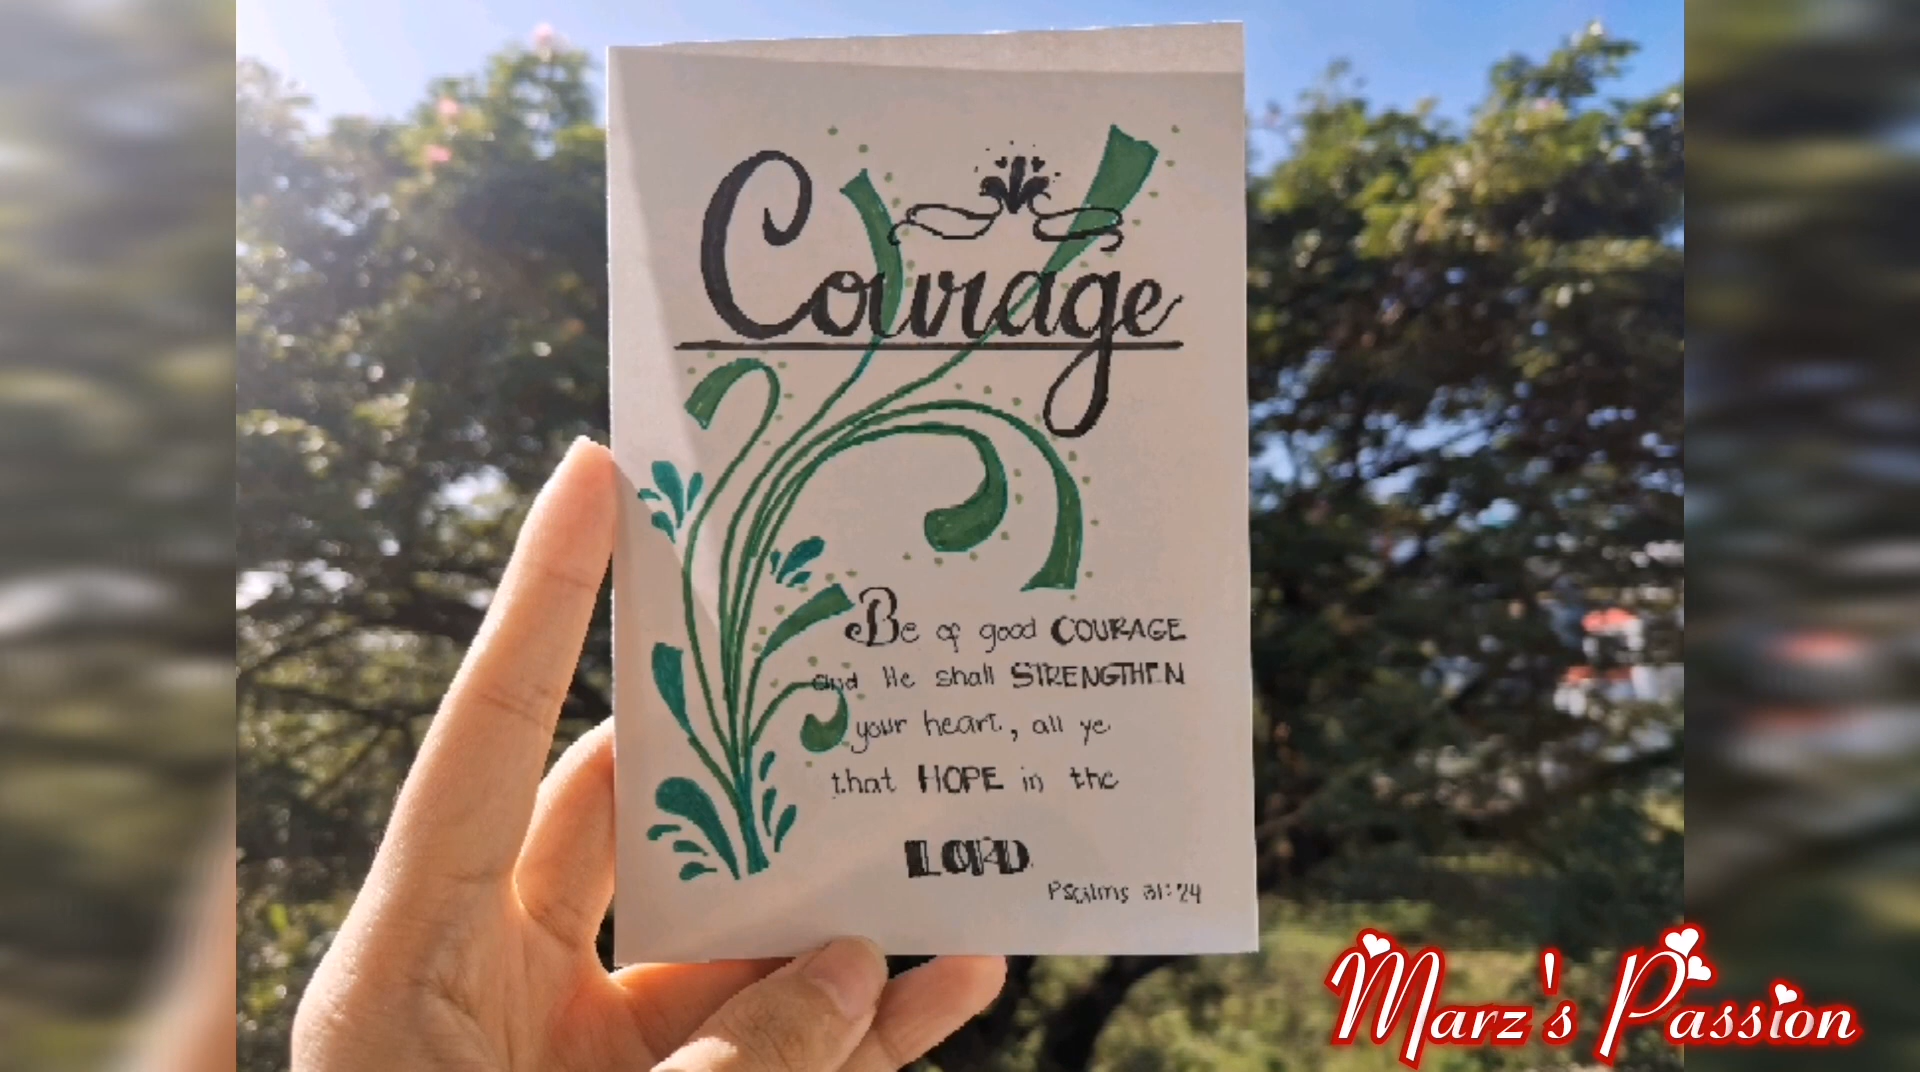 Courage
Be of good COURAGE
and He shall STRENGTHEN
your heart, all ye
that HOPE in the
LORD
Psalms 31:24
Marz's Passion